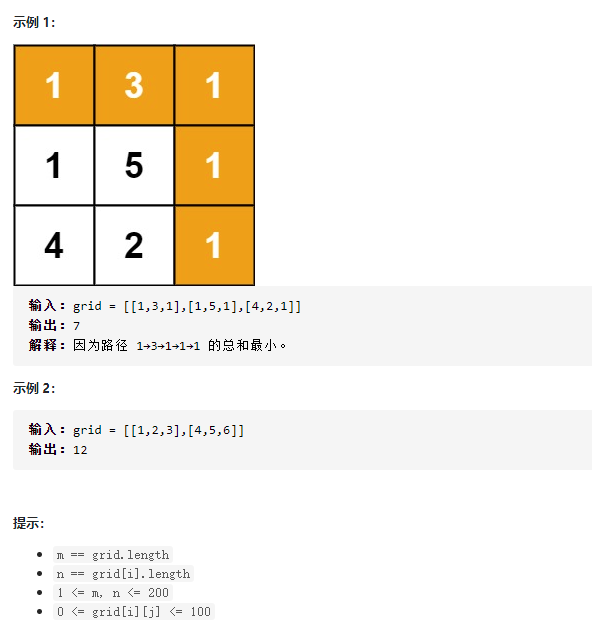 示例 1：
1 3 1
1 5 1
4 2 1
输入：grid = [[1,3,1],[1,5,1],[4,2,1]]
输出：7
解释：因为路径 1→3→1→1→1 的总和最小。
示例 2：
输入：grid = [[1,2,3],[4,5,6]]
输出：12
提示：
m == grid.length
n == grid[i].length
1 <= m, n <= 200
0 <= grid[i][j] <= 100